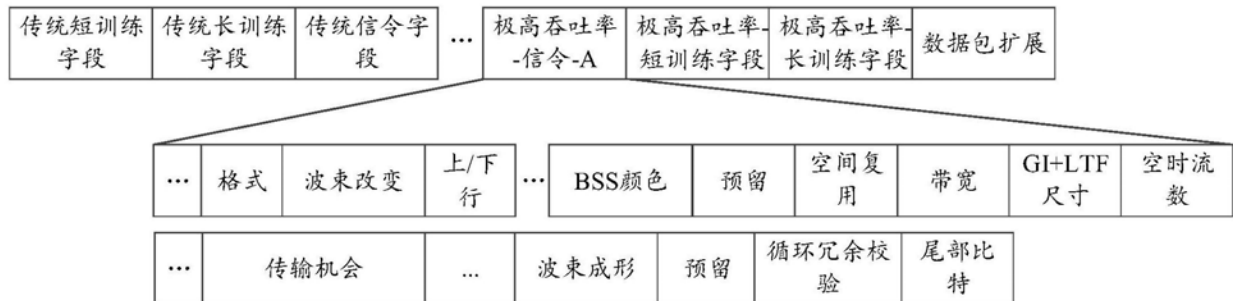 传统短训练字段 传统长训练字段 传统信令字段 ... 极高吞吐率-信令-A 极高吞吐率-短训练字段 极高吞吐率-长训练字段 数据包扩展
... 格式 波束改变 上/下行 ... BSS颜色 预留 空间复用 带宽 GI+LTF尺寸 空时流数
... 传输机会 ... 波束成形 预留 循环冗余校验 尾部比特